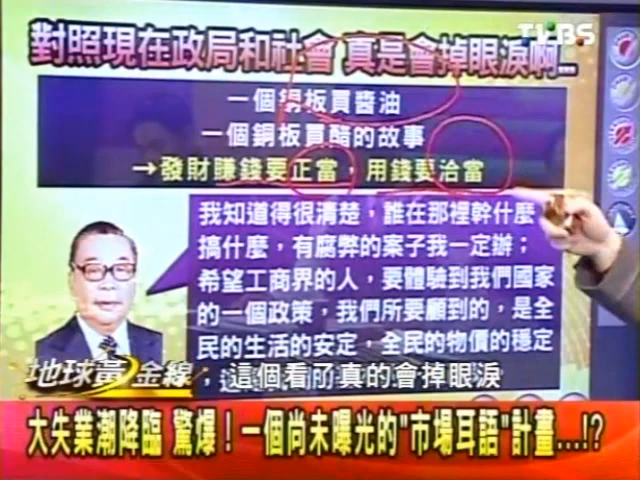 TVBS
對照現在政局和社會 真是會掉眼淚啊...
一個銅板買醬油
一個銅板買醋的故事
→發財賺錢要正當，用錢要洽當
我知道得很清楚，誰在那裡幹什麼
搞什麼，有腐弊的案子我一定辦；
希望工商界的人，要體驗到我們國家
的一個政策，我們所要顧到的，是全
民的生活的安定，全民的物價的穩定
地球黃金線
這個看了真的會掉眼淚
大失業潮降臨 驚爆！一個尚未曝光的"市場耳語"計畫...!?